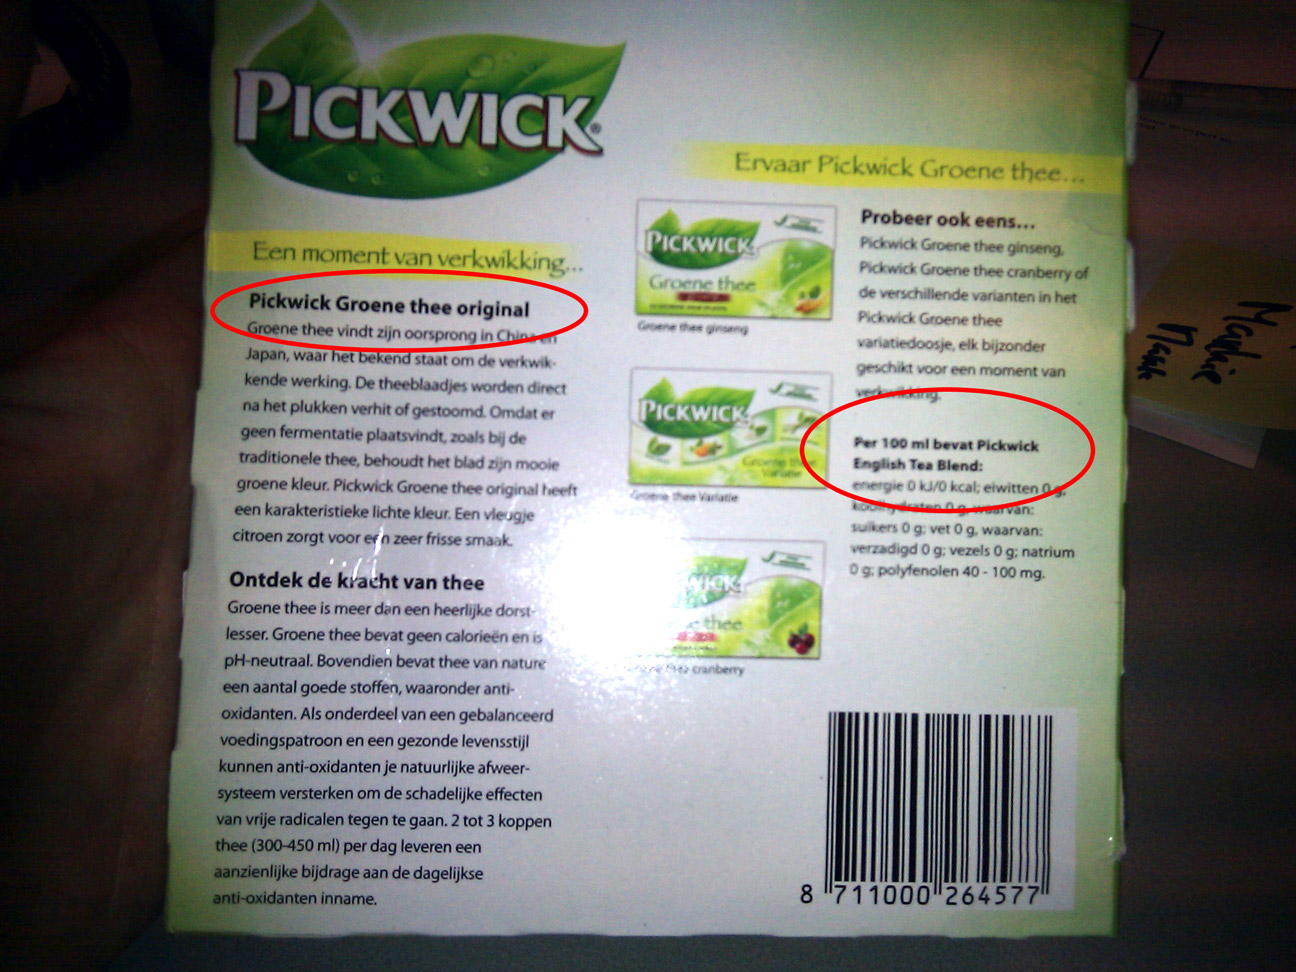 PICKWICK®
Een moment van verkwikking...
Pickwick Groene thee original
Groene thee vindt zijn oorsprong in China en
Japan, waar het bekend staat om de verkwik-
kende werking. De theeblaadjes worden direct
na het plukken verhit of gestoomd. Omdat er
geen fermentatie plaatsvindt, zoals bij de
traditionele thee, behoudt het blad zijn mooie
groene kleur. Pickwick Groene thee original heeft
een karakteristieke lichte kleur. Een vleugje
citroen zorgt voor een zeer frisse smaak.
Ontdek de kracht van thee
Groene thee is meer dan een heerlijke dorst-
lesser. Groene thee bevat geen calorieën en is
pH-neutraal. Bovendien bevat thee van nature
een aantal goede stoffen, waaronder anti-
oxidanten. Als onderdeel van een gebalanceerd
voedingspatroon en een gezonde levensstijl
kunnen anti-oxidanten je natuurlijke afweer-
systeem versterken om de schadelijke effecten
van vrije radicalen tegen te gaan. 2 tot 3 koppen
thee (300-450 ml) per dag leveren een
aanzienlijke bijdrage aan de dagelijkse
anti-oxidanten inname.
Ervaar Pickwick Groene thee...
PICKWICK
Groene thee
Groene thee ginseng
PICKWICK
Groene thee
Variatie
Groene thee Variatie
PICKWICK
thee
thee cranberry
Probeer ook eens...
Pickwick Groene thee ginseng,
Pickwick Groene thee cranberry of
de verschillende varianten in het
Pickwick Groene thee
variatiedoosje, elk bijzonder
geschikt voor een moment van
verkwikking.
Per 100 ml bevat Pickwick
English Tea Blend:
energie 0 kJ/0 kcal; eiwitten 0 g,
koolhydraten 0 g, waarvan:
suikers 0 g; vet 0 g, waarvan:
verzadigd 0 g; vezels 0 g; natrium
0 g; polyfenolen 40 - 100 mg.
8 711000 264577